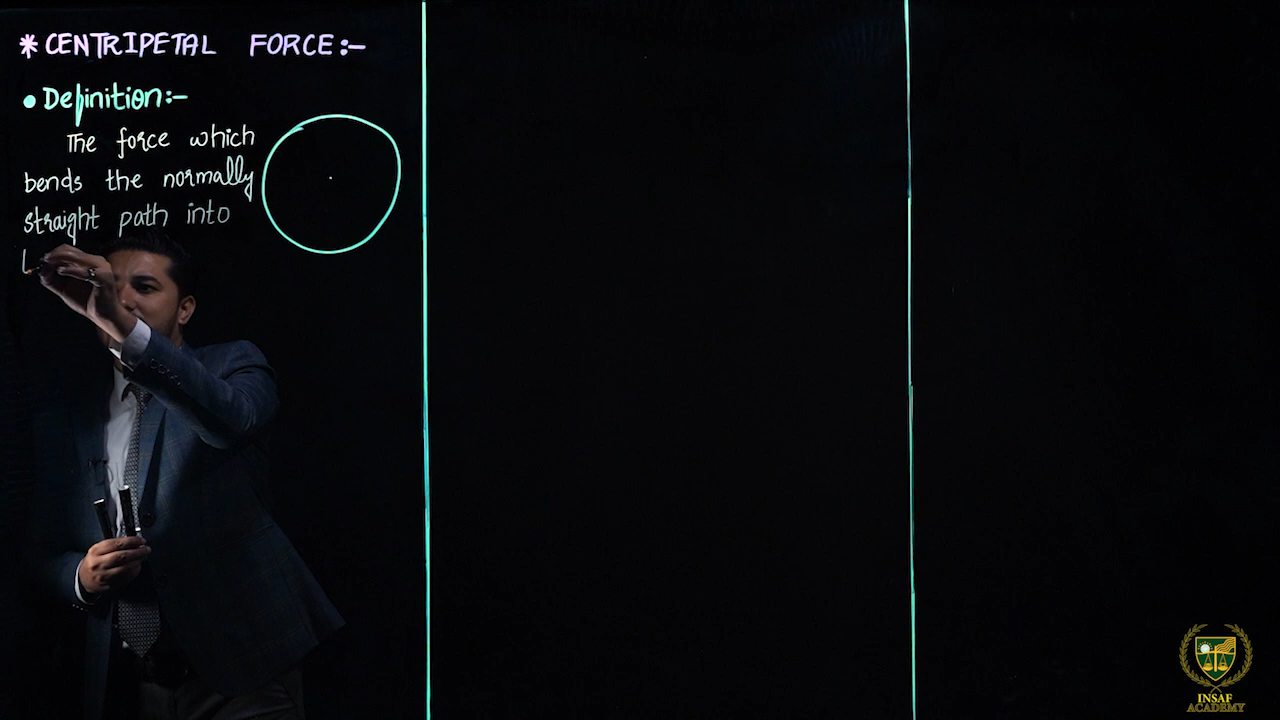 * CENTRIPETAL FORCE:-
• Definition:-
The force which
bends the normally
straight path into
INSAF
ACADEMY